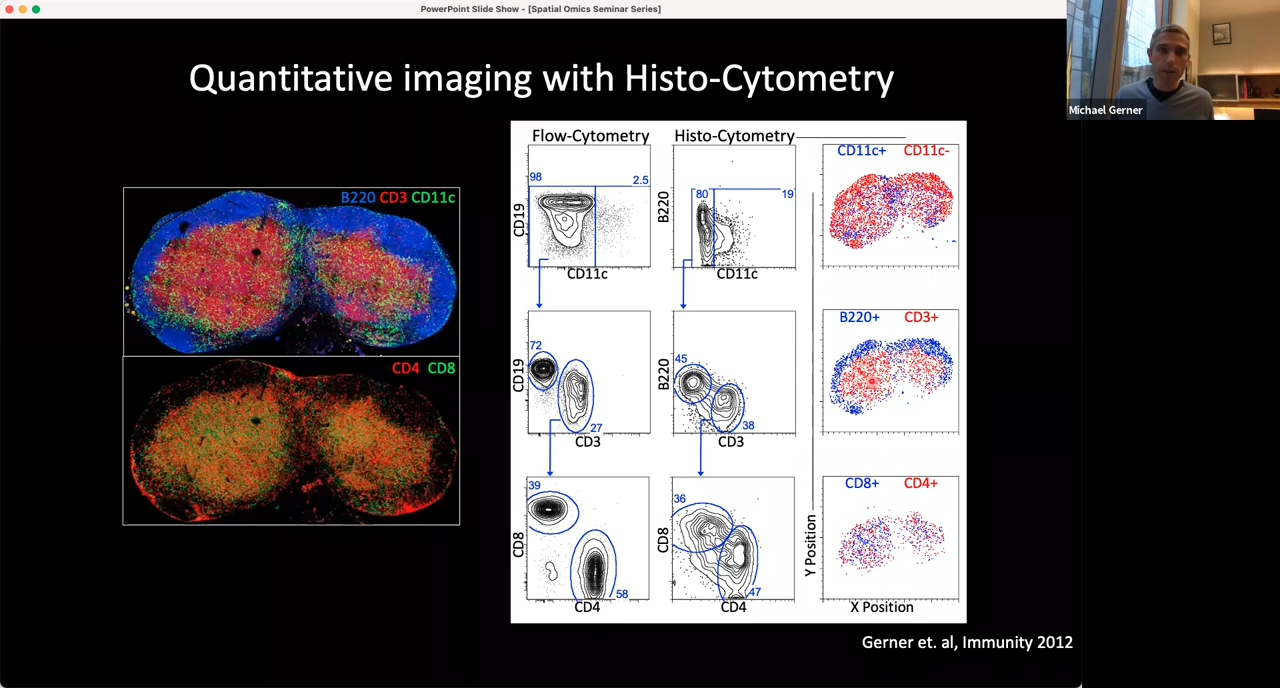 PowerPoint Slide Show - [Spatial Omics Seminar Series]
Michael Gerner
Quantitative imaging with Histo-Cytometry
B220 CD3 CD11c
CD4 CD8
Flow-Cytometry
Histo-Cytometry
98
2.5
CD19
CD11c
80
19
B220
CD11c
CD11c+ CD11c-
72
CD19
27
CD3
45
B220
38
CD3
B220+ CD3+
39
CD8
58
CD4
36
CD8
47
CD4
CD8+ CD4+
Y Position
X Position
Gerner et. al, Immunity 2012